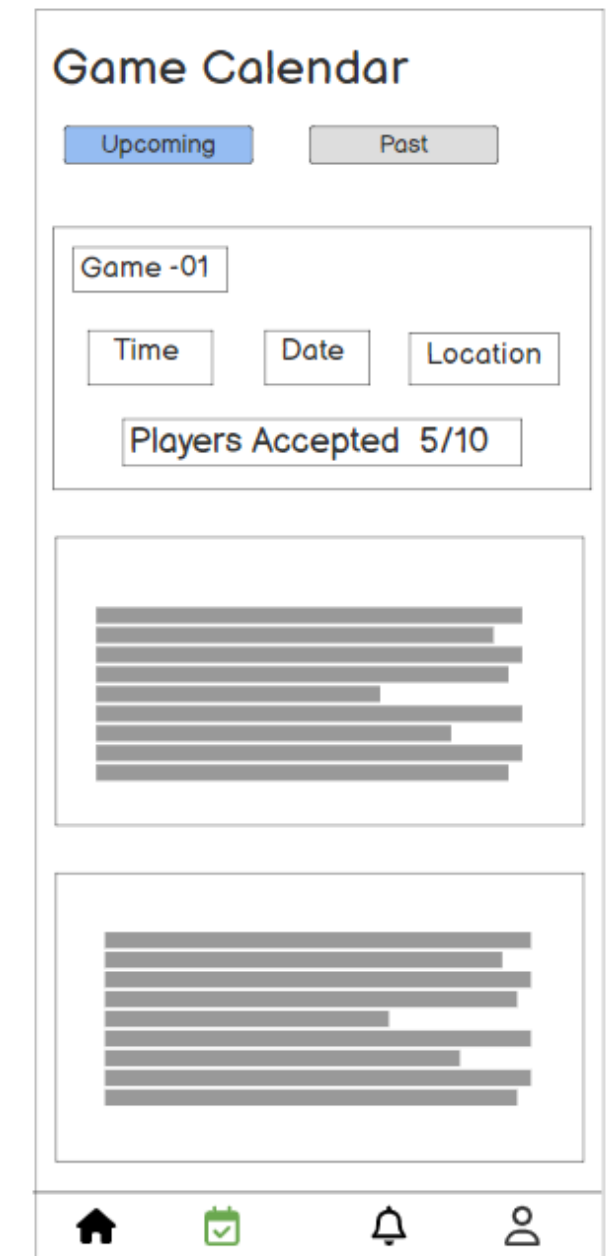 Game Calendar
Upcoming Past
Game -01
Time Date Location
Players Accepted 5/10